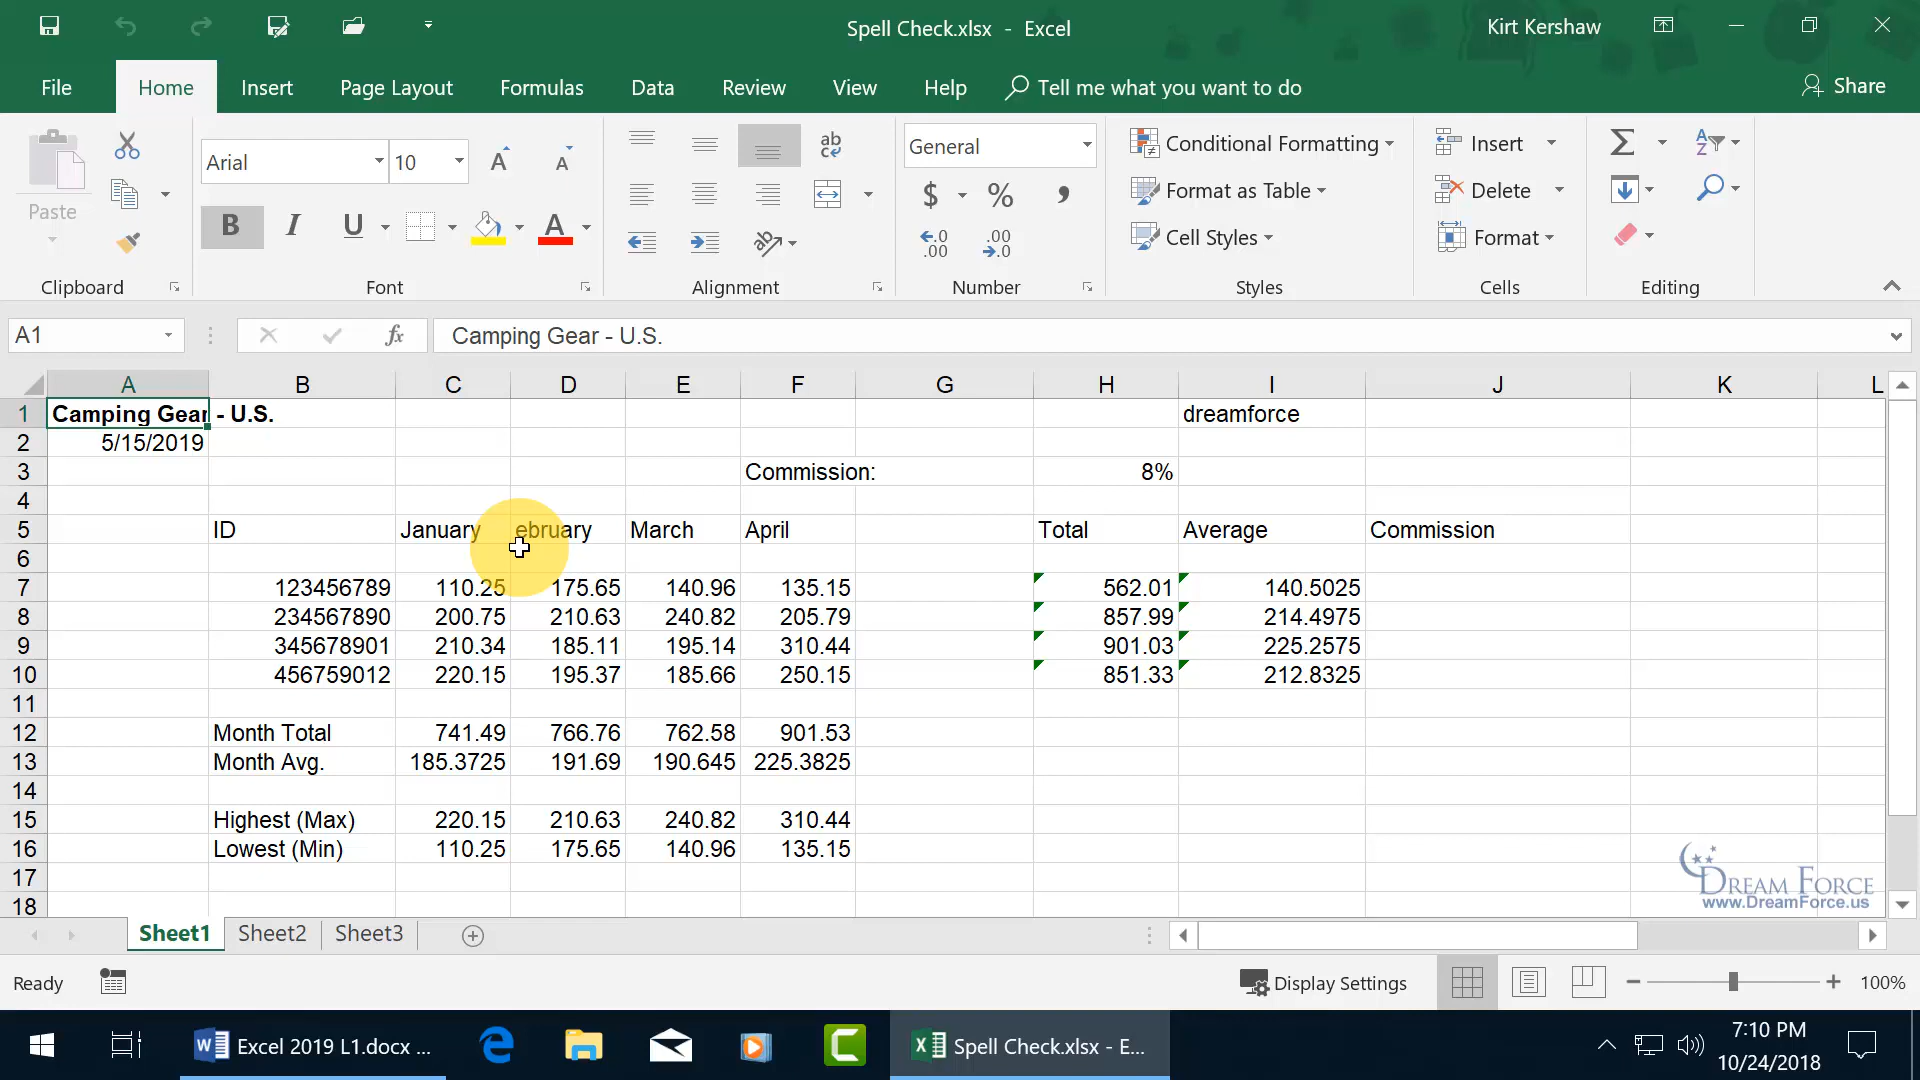 Spell Check.xlsx - Excel
Kirt Kershaw
File Home Insert Page Layout Formulas Data Review View Help Tell me what you want to do Share
Paste
Clipboard
Arial 10
B I U A
Font
ab
Alignment
General
$ %
Number
Conditional Formatting
Format as Table
Cell Styles
Styles
Insert
Delete
Format
Cells
Editing
A1 fx Camping Gear - U.S.
A B C D E F G H I J K L
1 Camping Gear - U.S. dreamforce
2 5/15/2019
3 Commission: 8%
4
5 ID January ebruary March April Total Average Commission
6
7 123456789 110.25 175.65 140.96 135.15 562.01 140.5025
8 234567890 200.75 210.63 240.82 205.79 857.99 214.4975
9 345678901 210.34 185.11 195.14 310.44 901.03 225.2575
10 456759012 220.15 195.37 185.66 250.15 851.33 212.8325
11
12 Month Total 741.49 766.76 762.58 901.53
13 Month Avg. 185.3725 191.69 190.645 225.3825
14
15 Highest (Max) 220.15 210.63 240.82 310.44
16 Lowest (Min) 110.25 175.65 140.96 135.15
17
18
DREAM FORCE
www.DreamForce.us
Sheet1 Sheet2 Sheet3
Ready Display Settings 100%
Excel 2019 L1.docx ... Spell Check.xlsx - E...
7:10 PM
10/24/2018